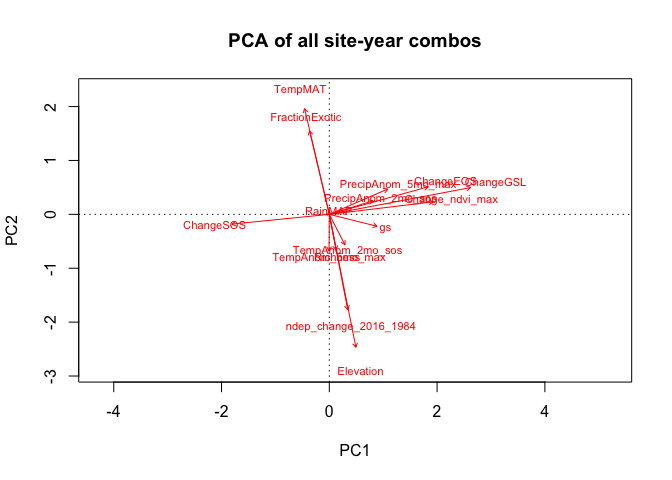 PCA of all site-year combos
TempMAT
FractionExotic
PrecipAnom_5mo_max
ChangeEOS
ChangeGSL
PrecipAnom_2mo_sos
Change_ndvi_max
RainMAP
ChangeSOS
gs
TempAnom_2mo_sos
ndep_change_2016_1984
Elevation
PC2
2
1
0
-1
-2
-3
-4
-2
0
2
4
PC1